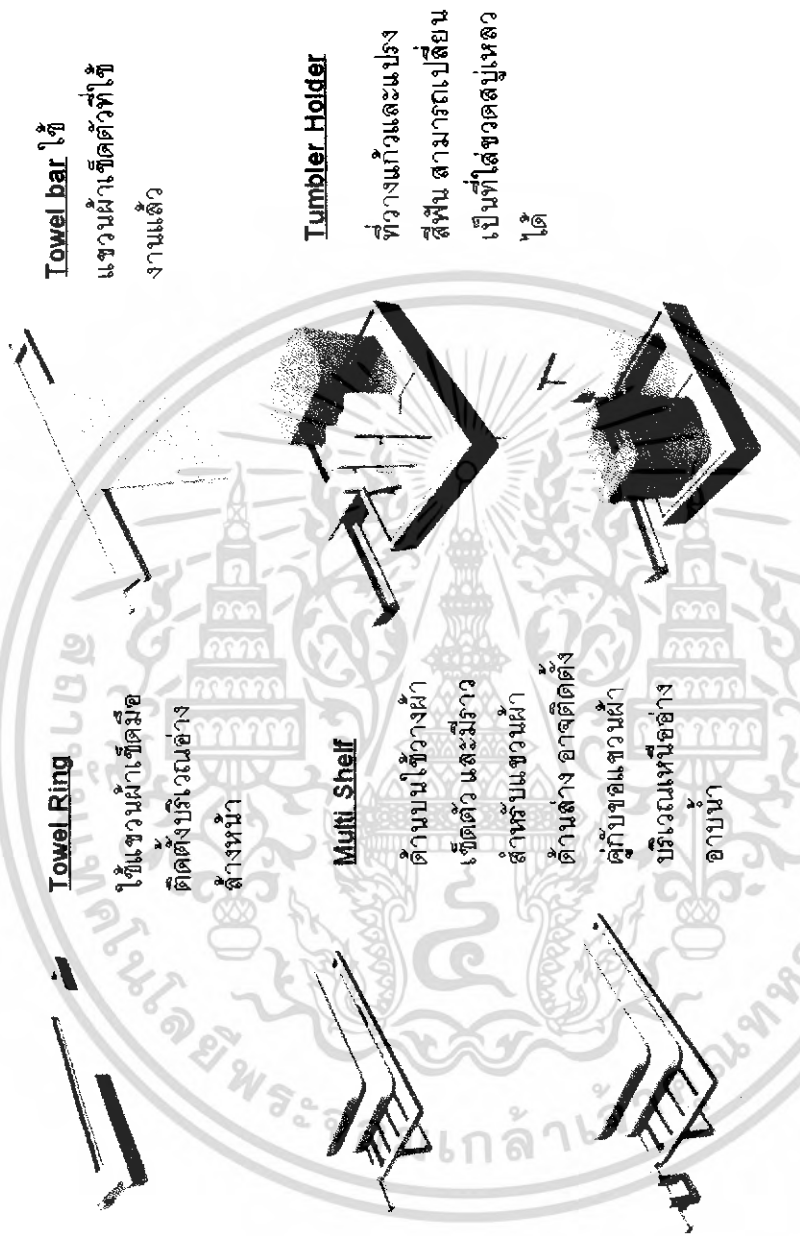 Towel Ring
ใช้แขวนผ้าเช็ดมือ
ติดตั้งบริเวณอ่าง
ล้างหน้า
Towel bar ใช้
แขวนผ้าเช็ดตัวที่ใช้
งานแล้ว
Multi Shelf
ด้านบนใช้วางผ้า
เช็ดตัว และมีราว
สำหรับแขวนผ้า
ด้านล่าง อาจติดตั้ง
คู่กับขอแขวนผ้า
บริเวณเหนืออ่าง
อาบน้ำ
Tumbler Holder
ที่วางแก้วและแปรง
สีฟัน สามารถเปลี่ยน
เป็นที่ใส่ขวดสบู่เหลว
ได้